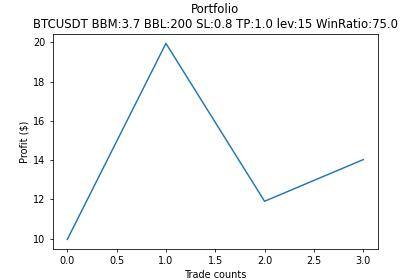 Portfolio
BTCUSDT BBM:3.7 BBL:200 SL:0.8 TP:1.0 lev:15 WinRatio:75.0
20
18
16
14
12
10
Profit ($)
0.0 0.5 1.0 1.5 2.0 2.5 3.0
Trade counts